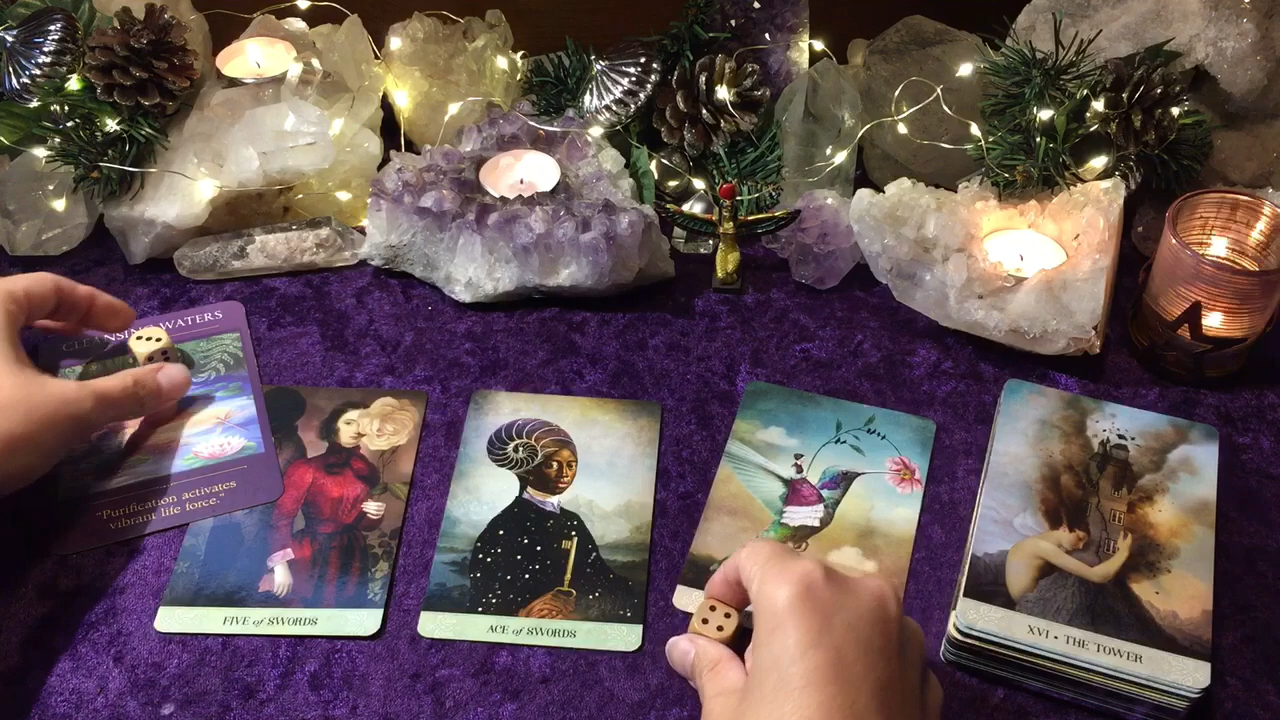 CLEANSING WATERS
"Purification activates
vibrant life force."
FIVE of SWORDS
ACE of SWORDS
XVI • THE TOWER